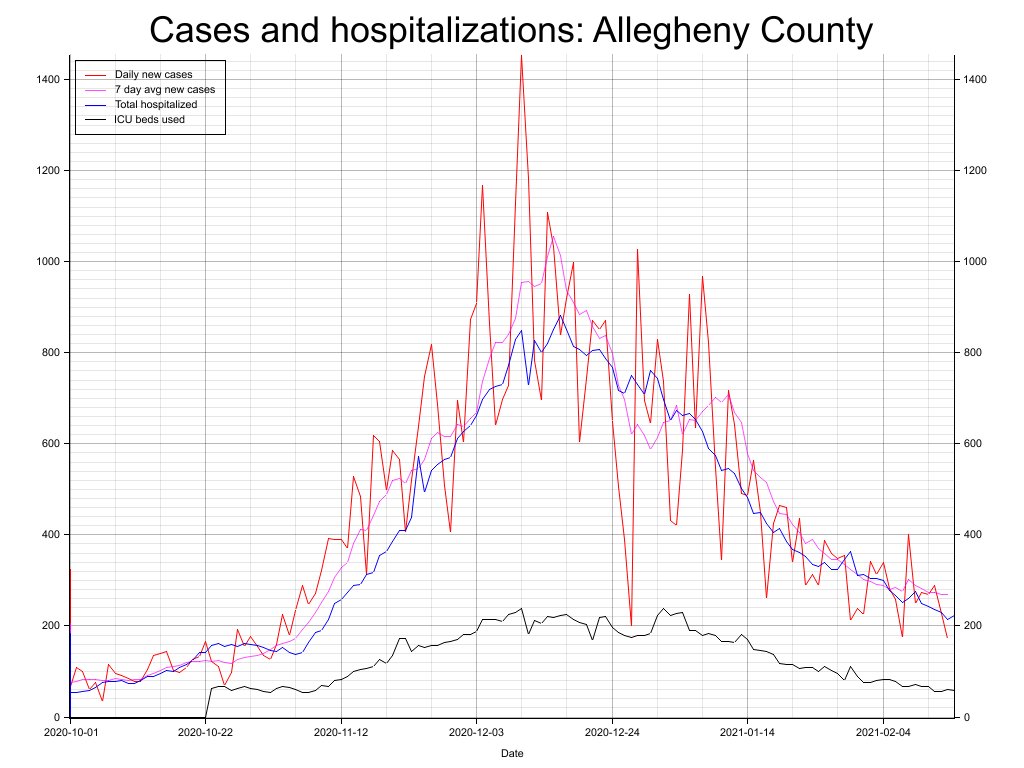 Cases and hospitalizations: Allegheny County
Daily new cases
7 day avg new cases
Total hospitalized
ICU beds used
1400 1400
1200 1200
1000 1000
800 800
600 600
400 400
200 200
0 0
2020-10-01 2020-10-22 2020-11-12 2020-12-03 2020-12-24 2021-01-14 2021-02-04
Date